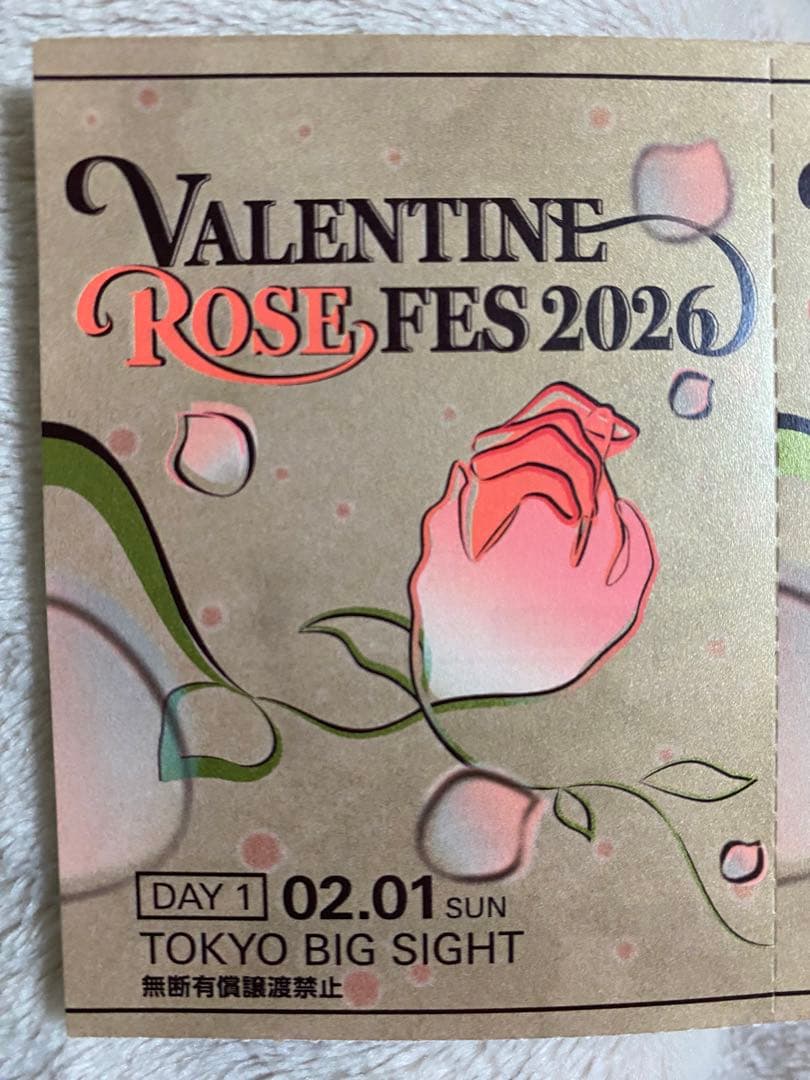 VALENTINE
ROSE FES 2026
DAY 1 02.01 SUN
TOKYO BIG SIGHT
無断有償譲渡禁止